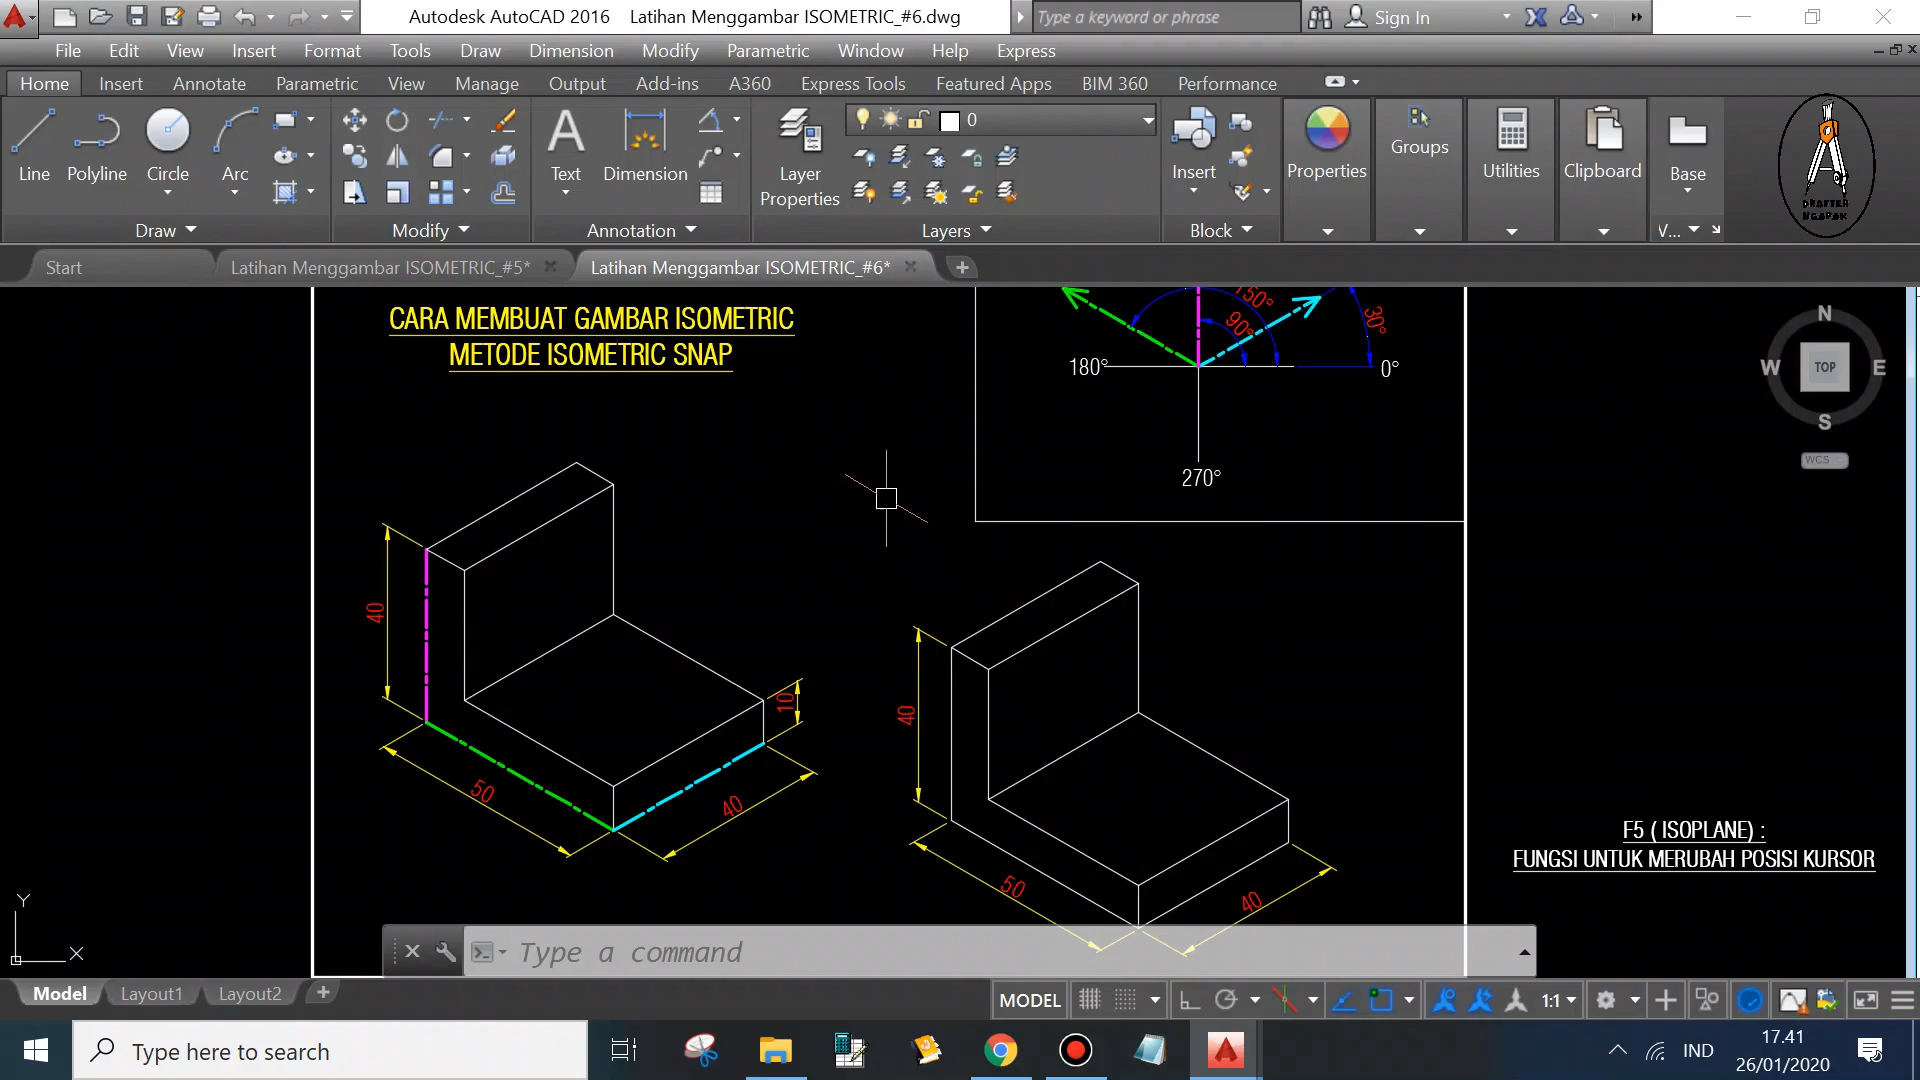 Autodesk AutoCAD 2016 Latihan Menggambar ISOMETRIC_#6.dwg
Type a keyword or phrase
Sign In
File Edit View Insert Format Tools Draw Dimension Modify Parametric Window Help Express
Home Insert Annotate Parametric View Manage Output Add-ins A360 Express Tools Featured Apps BIM 360 Performance
0
Line Polyline Circle Arc
Text Dimension
Layer
Properties
Insert
Properties
Groups
Utilities
Clipboard
Base
DRAFTER
NGAPAK
Draw Modify Annotation Layers Block V...
Start Latihan Menggambar ISOMETRIC_#5* Latihan Menggambar ISOMETRIC_#6*
CARA MEMBUAT GAMBAR ISOMETRIC
METODE ISOMETRIC SNAP
150°
90°
30°
180°
0°
270°
N
W TOP E
S
WCS
40
10
50
40
40
50
40
F5 ( ISOPLANE) :
FUNGSI UNTUK MERUBAH POSISI KURSOR
Y
X
Type a command
Model Layout1 Layout2
MODEL
1:1
Type here to search
IND
17.41
26/01/2020